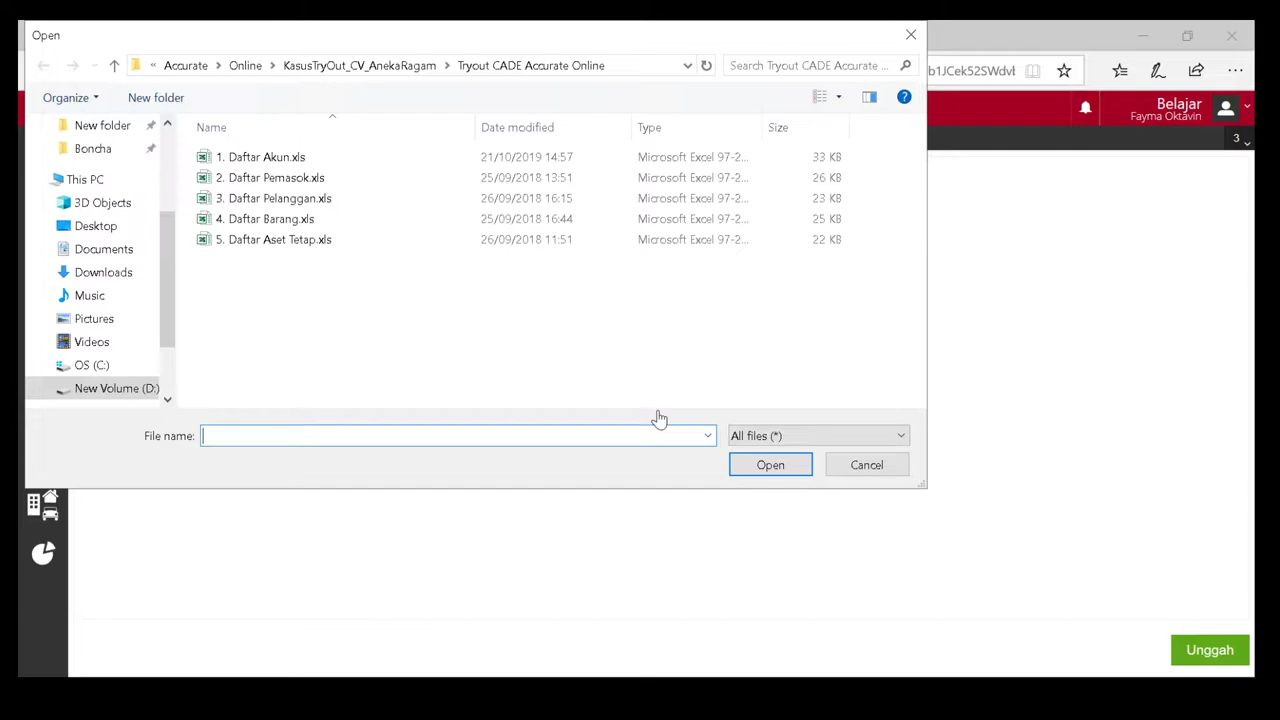 Open
« Accurate > Online > KasusTryOut_CV_AnekaRagam > Tryout CADE Accurate Online
Search Tryout CADE Accurate ...
b1JCek52SWdvl
Organize
New folder
Belajar
Fayma Oktavin
3
New folder
Boncha
This PC
3D Objects
Desktop
Documents
Downloads
Music
Pictures
Videos
OS (C:)
New Volume (D:)
Name Date modified Type Size
1. Daftar Akun.xls 21/10/2019 14:57 Microsoft Excel 97-2... 33 KB
2. Daftar Pemasok.xls 25/09/2018 13:51 Microsoft Excel 97-2... 26 KB
3. Daftar Pelanggan.xls 26/09/2018 16:15 Microsoft Excel 97-2... 23 KB
4. Daftar Barang.xls 25/09/2018 16:44 Microsoft Excel 97-2... 25 KB
5. Daftar Aset Tetap.xls 26/09/2018 11:51 Microsoft Excel 97-2... 22 KB
File name:
All files (*)
Open
Cancel
Unggah